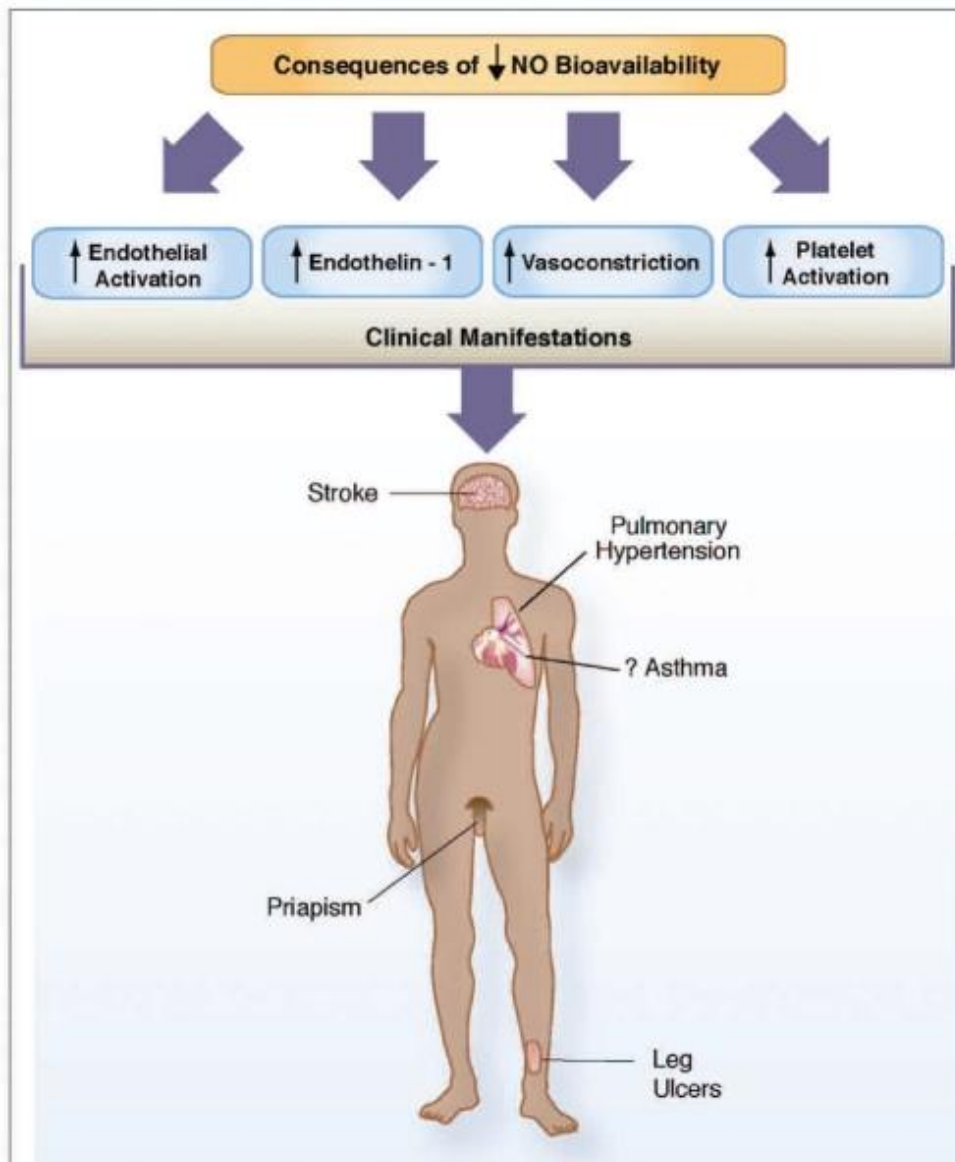 Consequences of ↓ NO Bioavailability
↑ Endothelial
Activation
↑ Endothelin - 1
↑ Vasoconstriction
↑ Platelet
Activation
Clinical Manifestations
Stroke
Pulmonary
Hypertension
? Asthma
Priapism
Leg
Ulcers